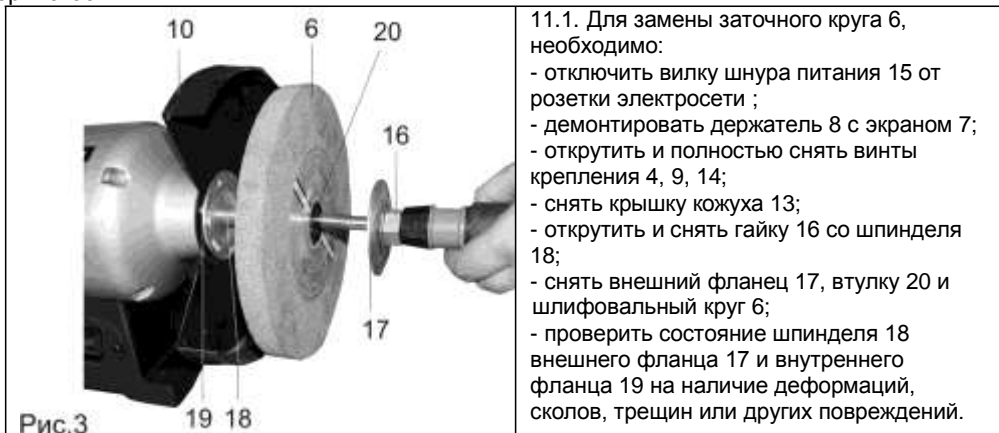 10
6
20
16
17
19
18
Рис.3
11.1. Для замены заточного круга 6,
необходимо:
- отключить вилку шнура питания 15 от
розетки электросети ;
- демонтировать держатель 8 с экраном 7;
- открутить и полностью снять винты
крепления 4, 9, 14;
- снять крышку кожуха 13;
- открутить и снять гайку 16 со шпинделя
18;
- снять внешний фланец 17, втулку 20 и
шлифовальный круг 6;
- проверить состояние шпинделя 18
внешнего фланца 17 и внутреннего
фланца 19 на наличие деформаций,
сколов, трещин или других повреждений.